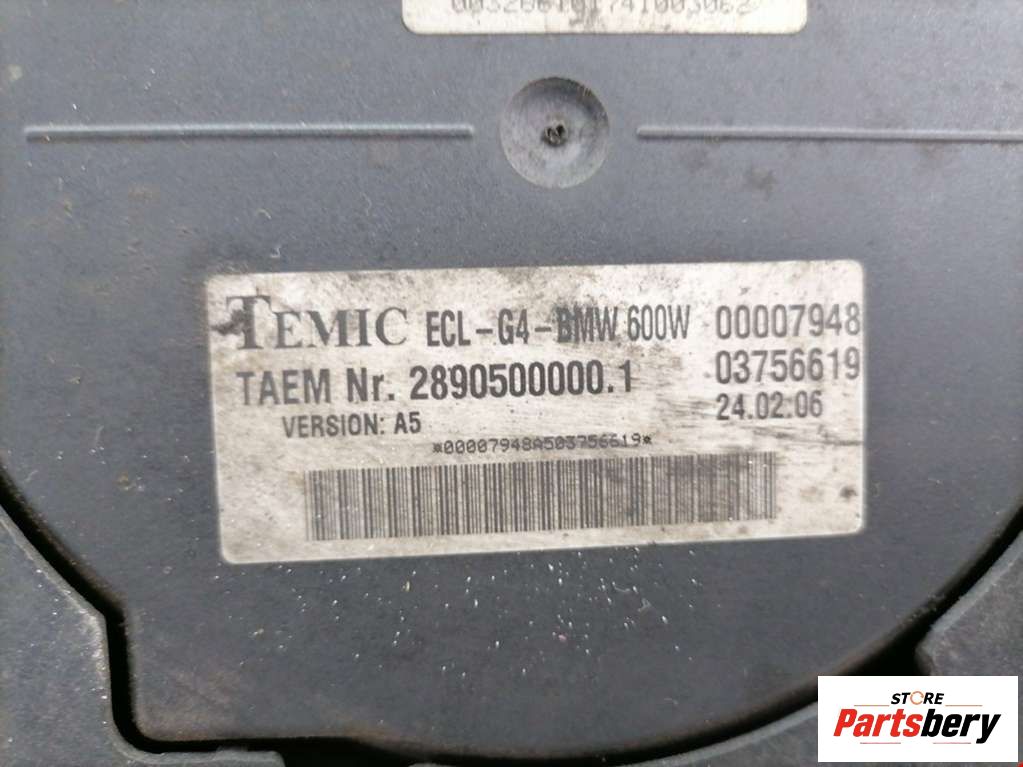 TEMIC ECL-G4-BMW 600W 00007948
TAEM Nr. 2890500000.1 03756619
VERSION: A5 24.02.06
*00007948A503756619*
STORE
Partsbery